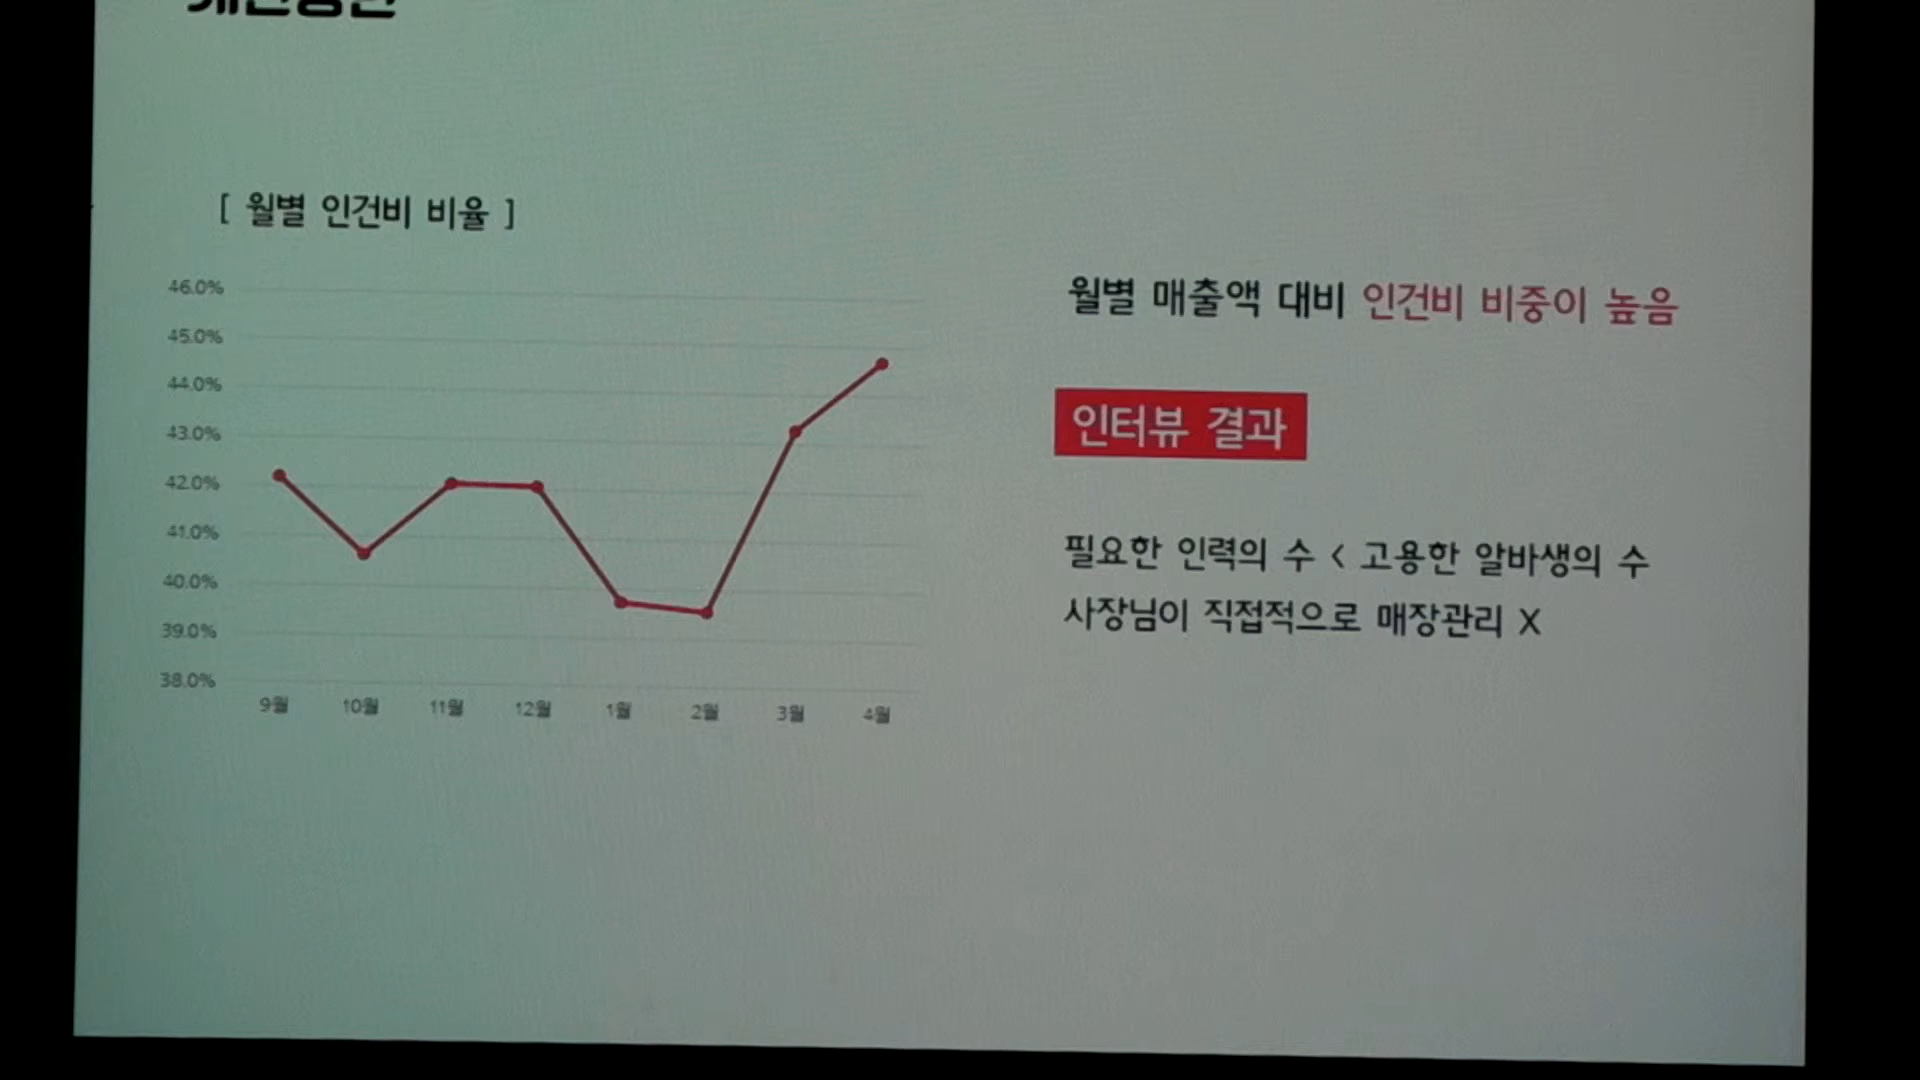 개선방안
[ 월별 인건비 비율 ]
46.0%
45.0%
44.0%
43.0%
42.0%
41.0%
40.0%
39.0%
38.0%
9월 10월 11월 12월 1월 2월 3월 4월
월별 매출액 대비 인건비 비중이 높음
인터뷰 결과
필요한 인력의 수 < 고용한 알바생의 수
사장님이 직접적으로 매장관리 X